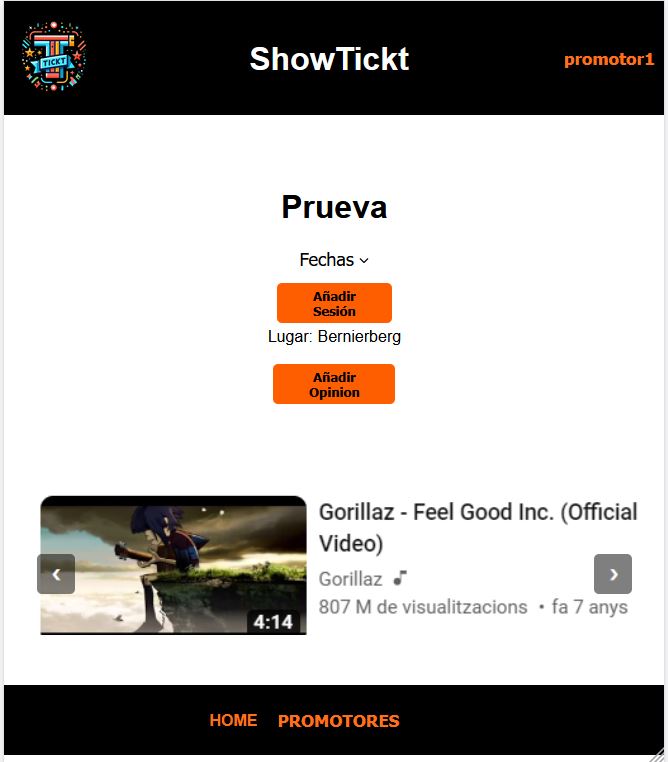 TICKT
ShowTickt
promotor1
Prueva
Fechas
Añadir
Sesión
Lugar: Bernierberg
Añadir
Opinion
Gorillaz - Feel Good Inc. (Official
Video)
Gorillaz
807 M de visualitzacions • fa 7 anys
4:14
‹
›
HOME
PROMOTORES